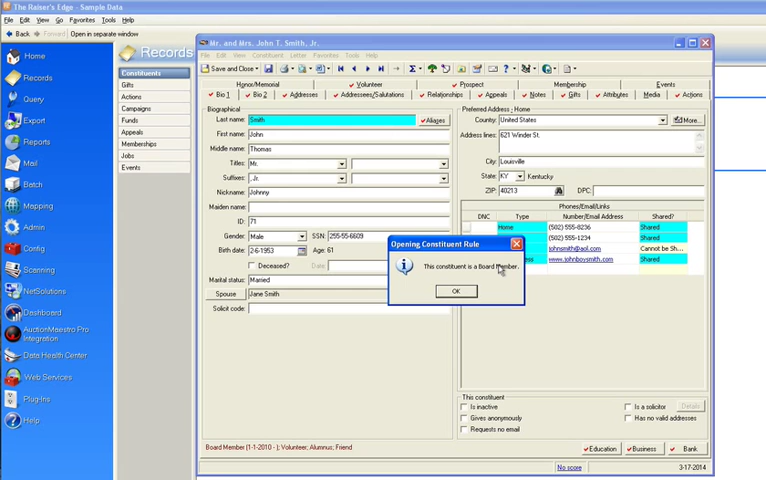 The Raiser's Edge - Sample Data
File Edit View Go Favorites Tools Help
Back Forward Open in separate window
Home
Records
Query
Export
Reports
Mail
Batch
Mapping
Admin
Config
Scanning
NetSolutions
Dashboard
AuctionMaestro Pro
Integration
Data Health Center
Web Services
Plug-Ins
Help
Records
Constituents
Gifts
Actions
Campaigns
Funds
Appeals
Memberships
Jobs
Events
Mr. and Mrs. John T. Smith, Jr.
File Edit View Constituent Letter Favorites Tools Help
Save and Close
Honor/Memorial Volunteer Prospect Membership Events
Bio 1 Bio 2 Addresses Addressees/Salutations Relationships Appeals Notes Gifts Attributes Media Actions
Biographical
Last name: Smith Aliases
First name: John
Middle name: Thomas
Titles: Mr.
Suffixes: , Jr.
Nickname: Johnny
Maiden name:
ID: 71
Gender: Male SSN: 255-55-6609
Birth date: 2-6-1953 Age: 61
Deceased? Date:
Marital status: Married
Spouse Jane Smith
Solicit code:
Preferred Address : Home
Country: United States More...
Address lines: 621 Winder St.
City: Louisville
State: KY Kentucky
ZIP: 40213 DPC:
Phones/Email/Links
DNC Type Number/Email Address Shared?
Home (502) 555-8236 Shared
(502) 555-1234 Shared
johnsmith@aol.com Cannot be Sh...
www.johnboysmith.com Shared
Opening Constituent Rule
This constituent is a Board Member.
OK
This constituent
Is inactive
Gives anonymously
Requests no email
Is a solicitor Details
Has no valid addresses
Board Member (1-1-2010 - ); Volunteer; Alumnus; Friend
Education Business Bank
No score 3-17-2014